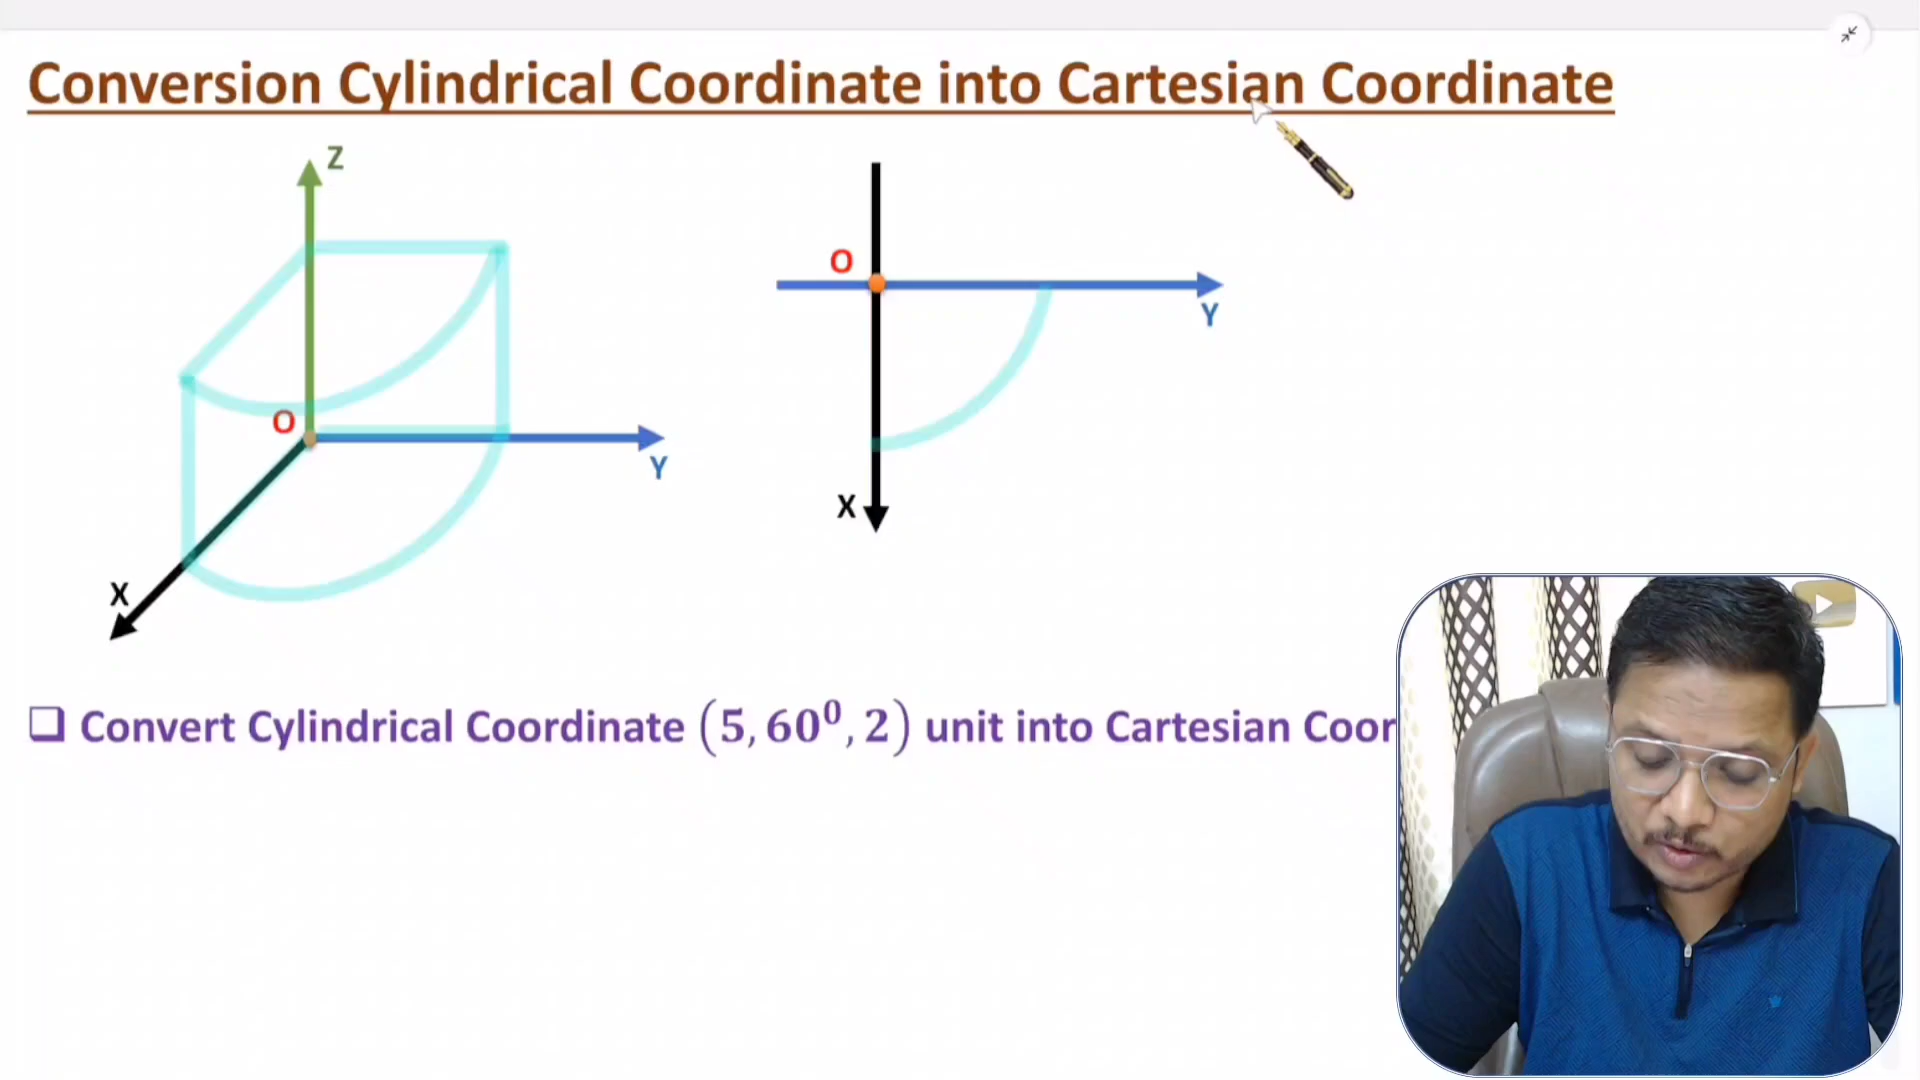 Conversion Cylindrical Coordinate into Cartesian Coordinate
Z
O
Y
X
O
Y
X
❑ Convert Cylindrical Coordinate (5, 60⁰, 2) unit into Cartesian Coor